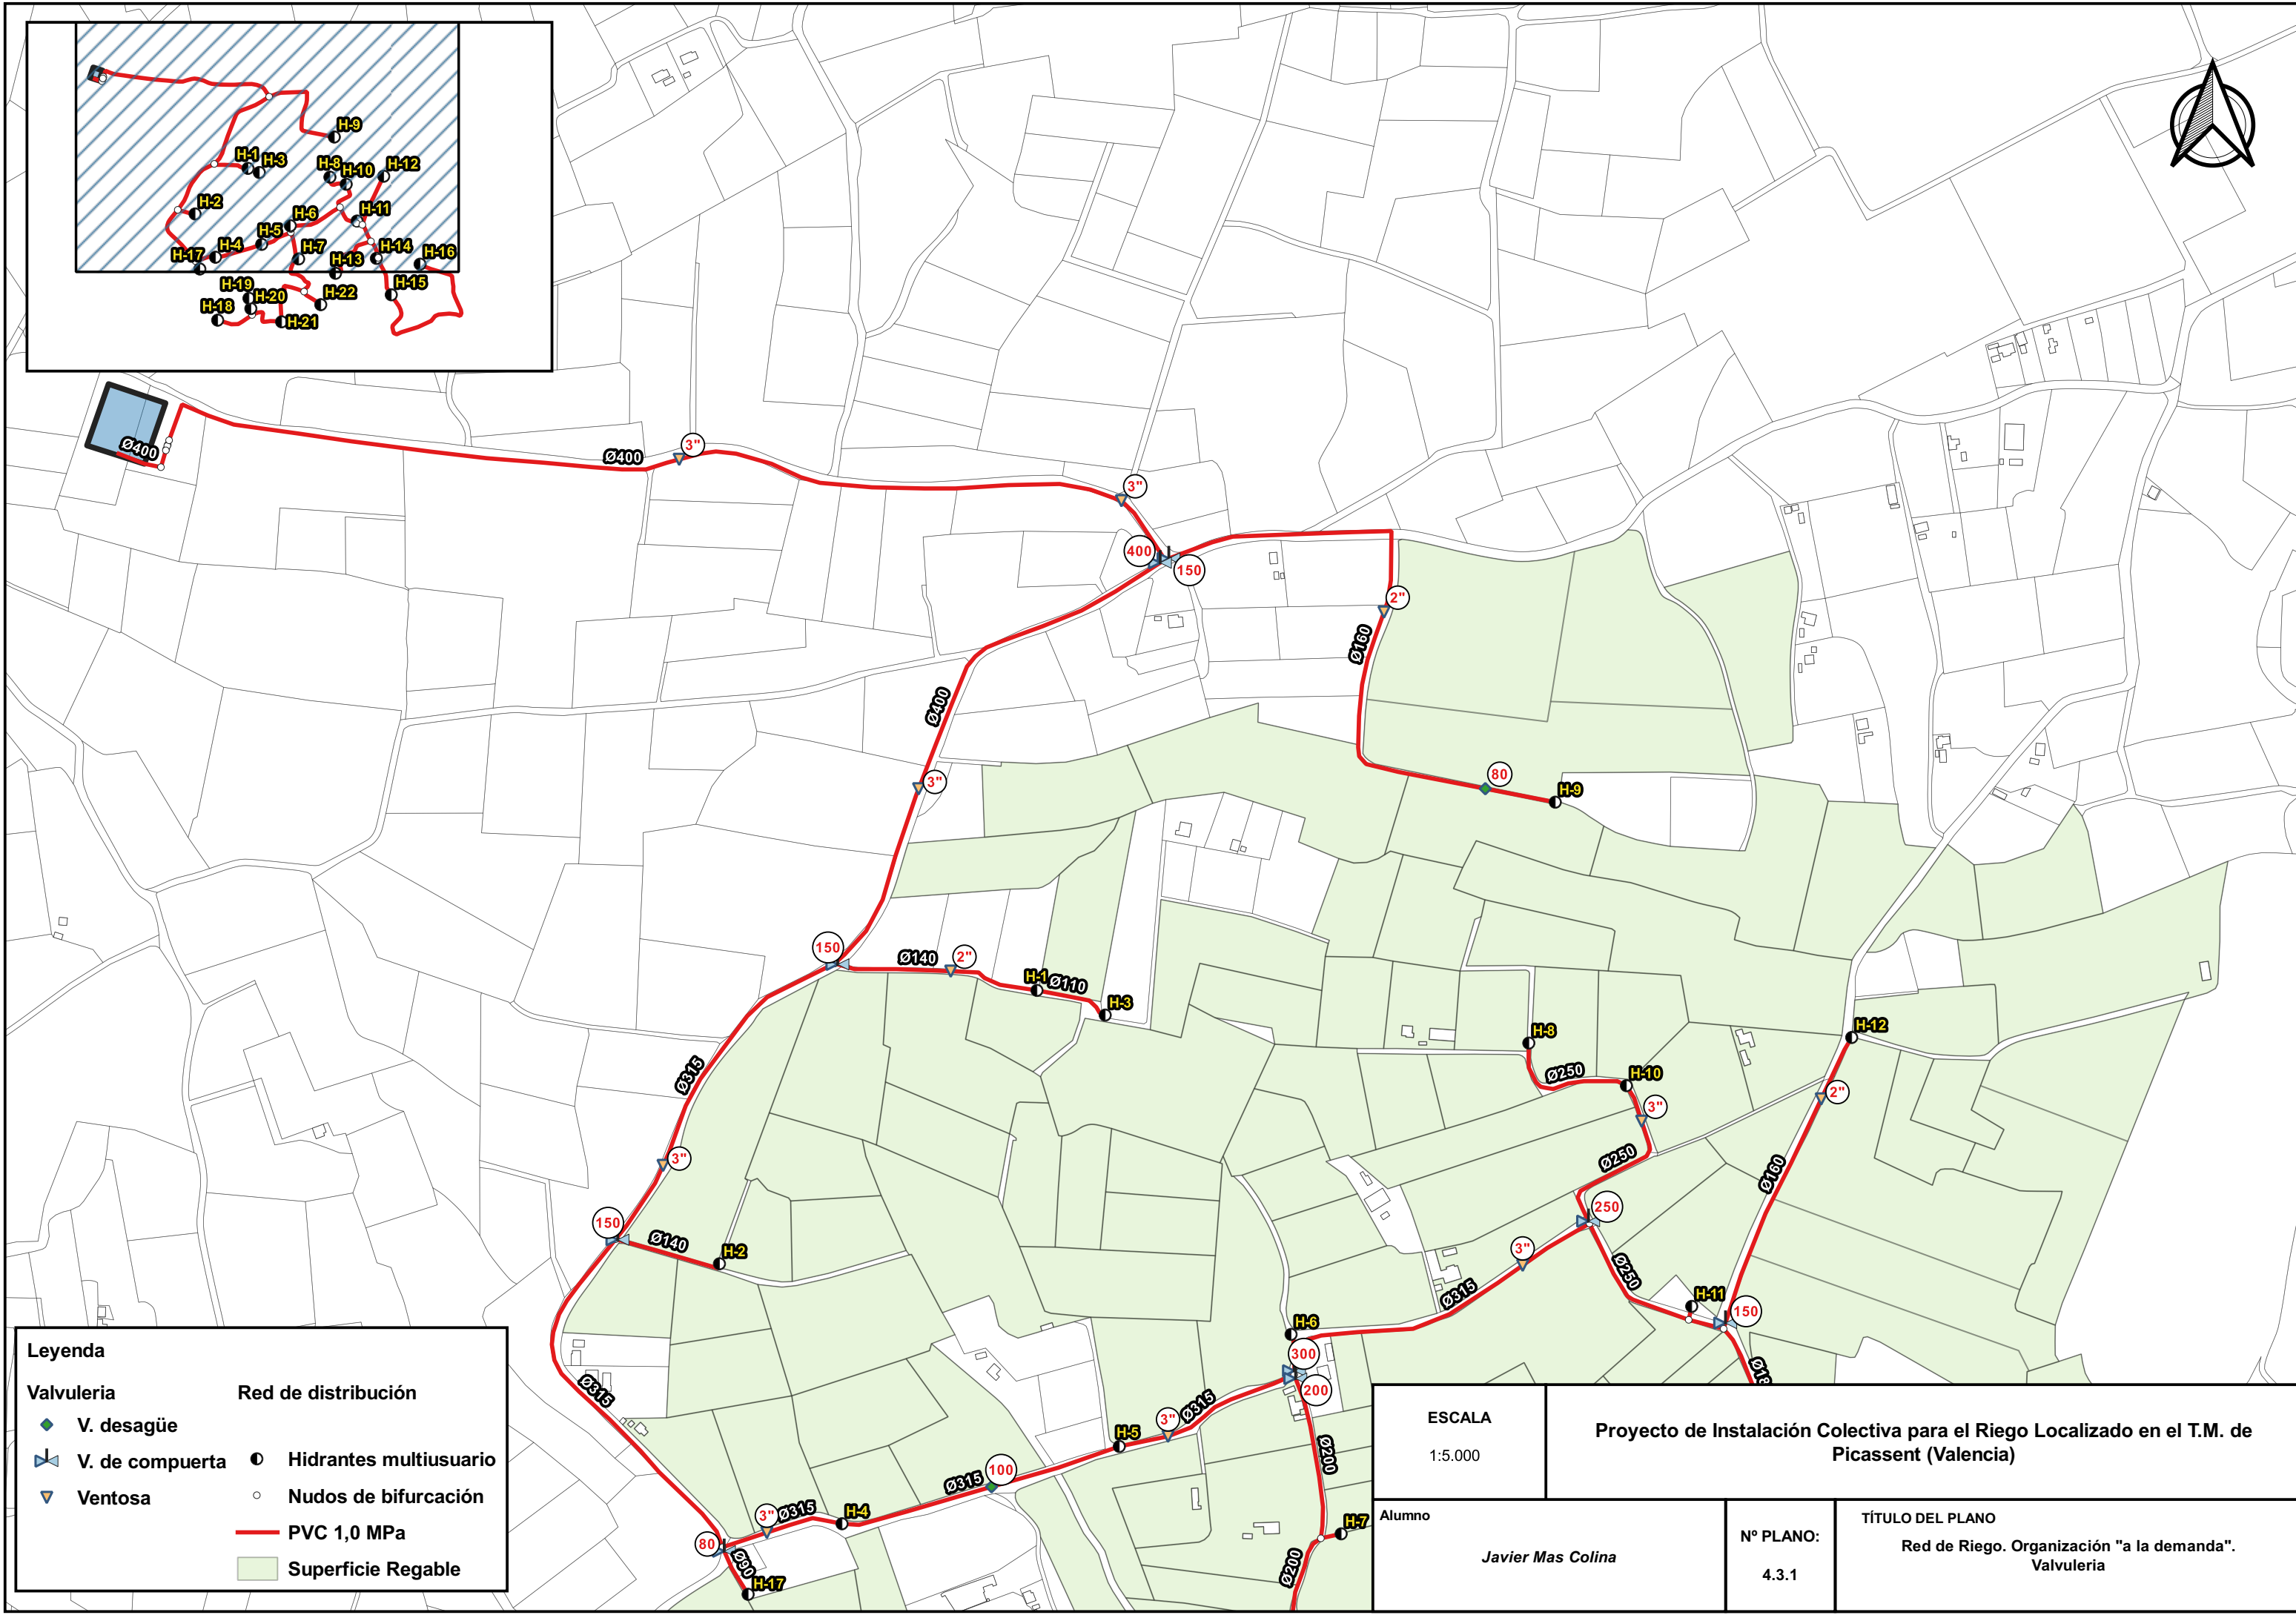 H-9
H-1
H-3
H-8
H-10
H-12
H-2
H-6
H-11
H-5
H-4
H-7
H-14
H-16
H-17
H-13
H-15
H-19
H-20
H-22
H-18
H-21
Ø400
Ø400
3"
3"
400
150
2"
Ø160
Ø400
3"
80
H-9
150
Ø140
2"
H-1
Ø110
H-3
H-8
H-12
Ø315
Ø250
H-10
2"
3"
3"
Ø250
Ø160
150
Ø140
H-2
250
3"
Ø250
Ø315
H-11
150
H-6
300
200
Ø18
Ø315
3"
Ø315
H-5
Ø200
100
Ø315
3"
Ø315
H-4
H-7
80
Ø90
H-17
Ø200
Leyenda
Valvuleria
Red de distribución
V. desagüe
V. de compuerta
Hidrantes multiusuario
Ventosa
Nudos de bifurcación
PVC 1,0 MPa
Superficie Regable
ESCALA
1:5.000
Proyecto de Instalación Colectiva para el Riego Localizado en el T.M. de
Picassent (Valencia)
Alumno
Javier Mas Colina
Nº PLANO:
4.3.1
TÍTULO DEL PLANO
Red de Riego. Organización "a la demanda".
Valvuleria